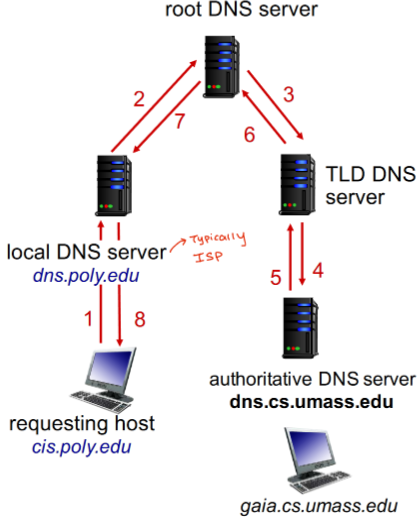 root DNS server
2
3
7
6
TLD DNS
server
local DNS server
dns.poly.edu
→ Typically
ISP
5
4
1
8
authoritative DNS server
dns.cs.umass.edu
requesting host
cis.poly.edu
gaia.cs.umass.edu